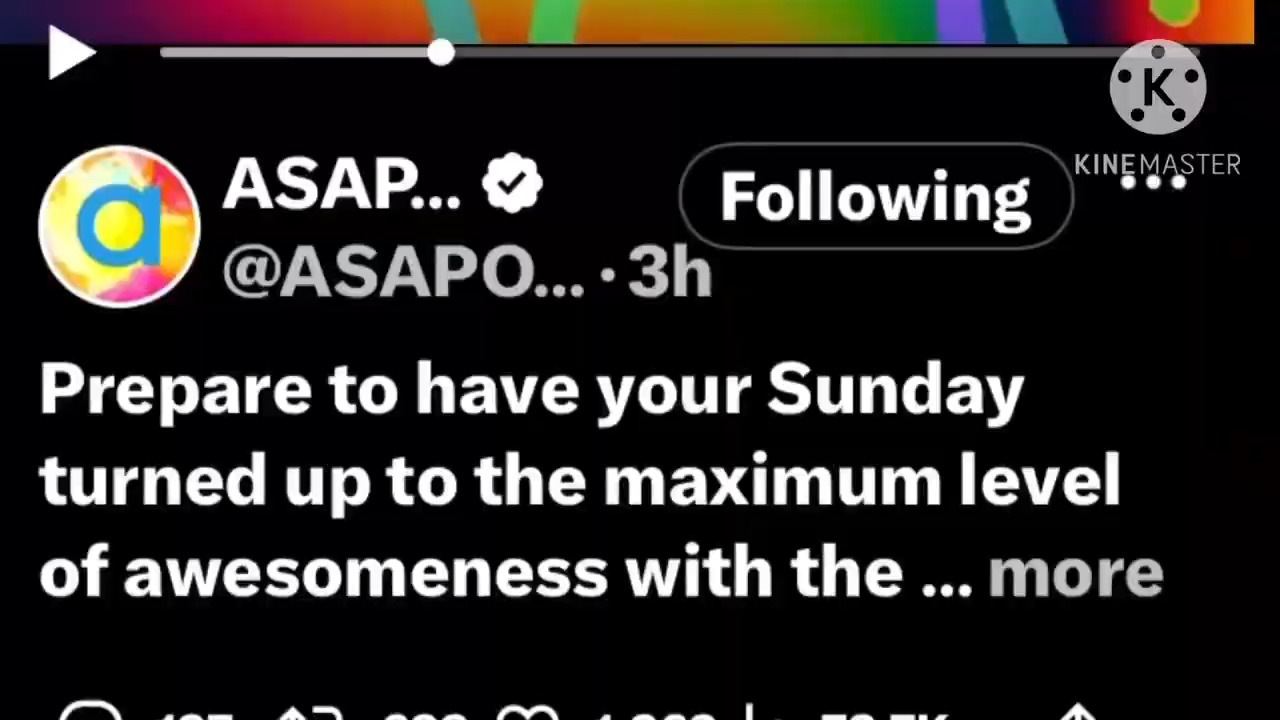 K
KINEMASTER
a
ASAP...
Following
@ASAPO... · 3h
Prepare to have your Sunday
turned up to the maximum level
of awesomeness with the ... more